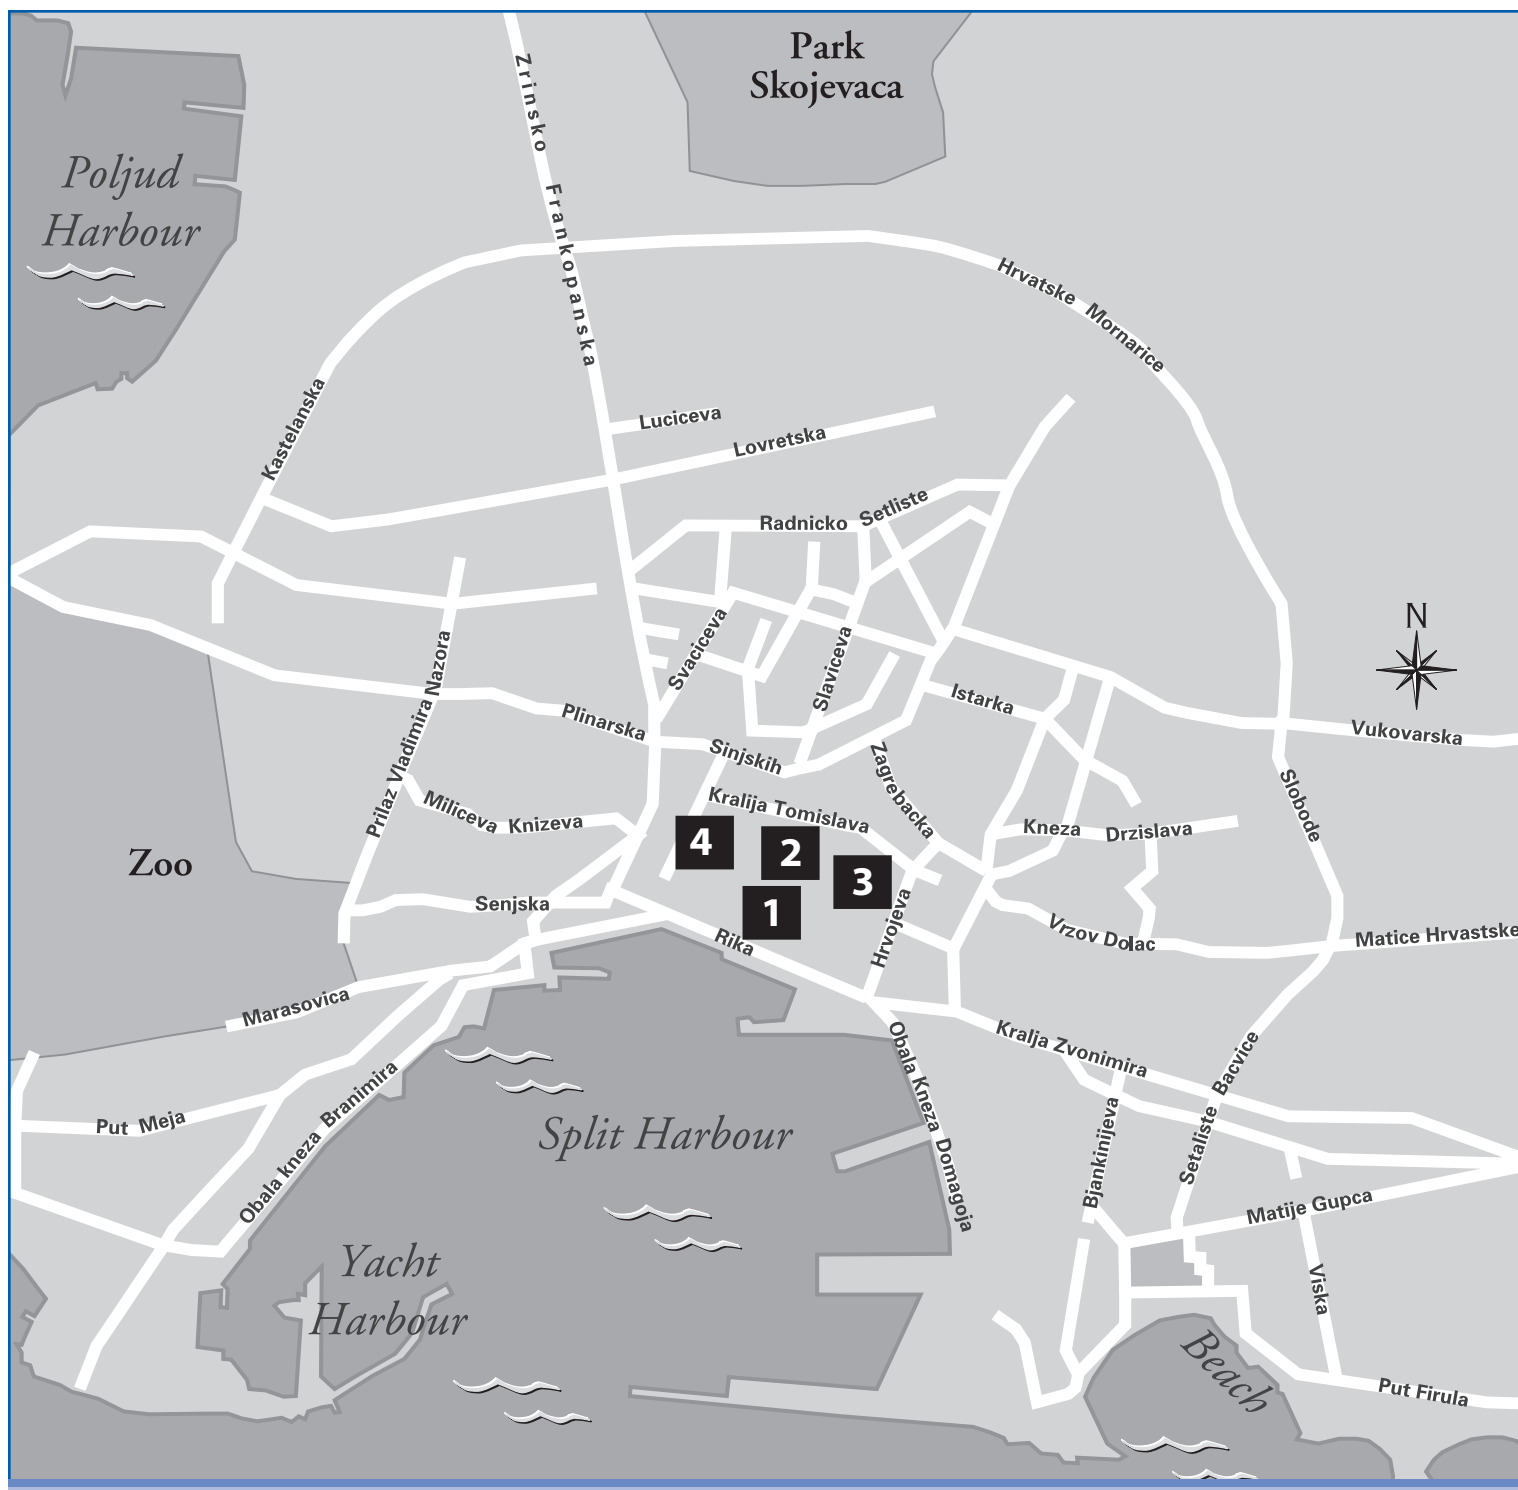 Park
Skojevaca
Zrinsko Frankopanska
Poljud
Harbour
Hrvatske Mornarice
Kastelanska
Luciceva
Lovretska
Radnicko
Setliste
N
Svaciceva
Slaviceva
Prilaz Vladimira Nazora
Istarka
Plinarska
Sinjskih
Vukovarska
Zagrebacka
Slobode
Kralija Tomislava
Miliceva Knizeva
Kneza Drzislava
4
2
3
1
Zoo
Senjska
Hrvojeva
Rika
Vrzov Dolac
Matice Hrvastske
Marasovica
Kralja Zvonimira
Obala Kneza Domagoja
Setaliste Bacvice
Put Meja
Obala kneza Branimira
Split Harbour
Bjankinijeva
Matije Gupca
Yacht
Harbour
Viska
Beach
Put Firula